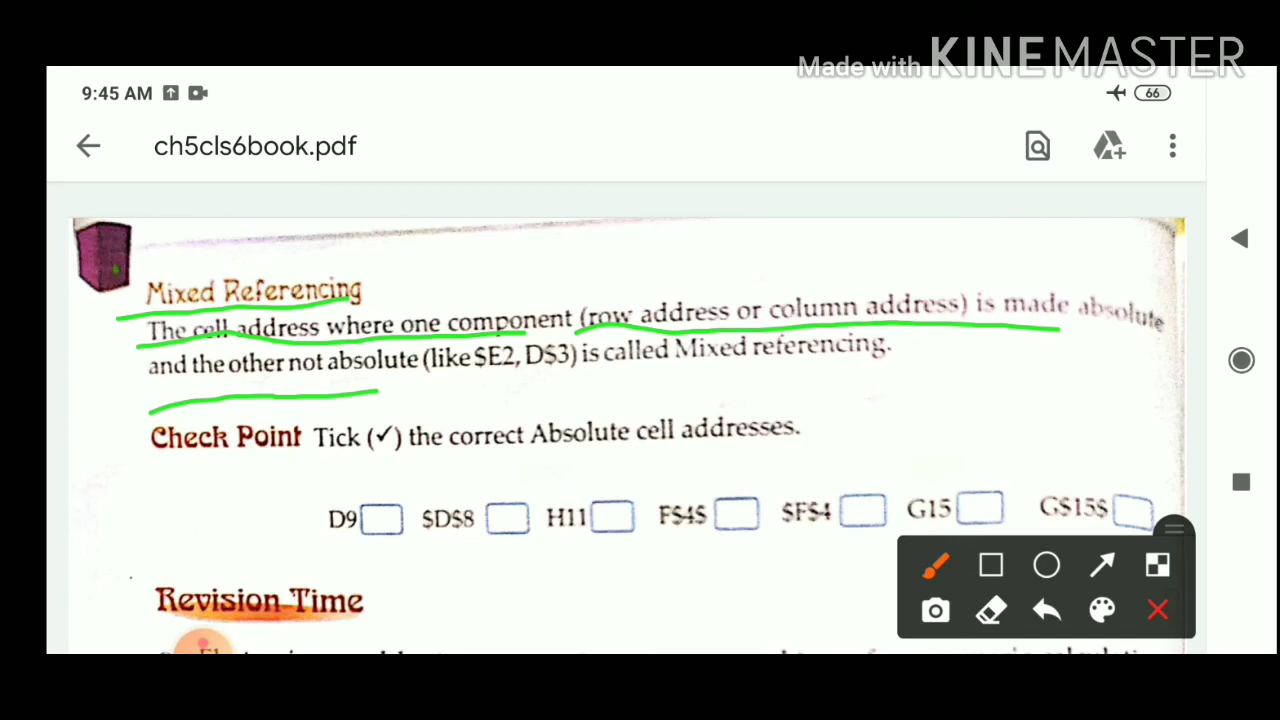 Made with KINEMASTER
9:45 AM 66
ch5cls6book.pdf
Mixed Referencing
The cell address where one component (row address or column address) is made absolute
and the other not absolute (like $E2, D$3) is called Mixed referencing.
Check Point Tick (✓) the correct Absolute cell addresses.
D9 $D$8 H11 F$4$ $F$4 G15 G$15$
Revision Time